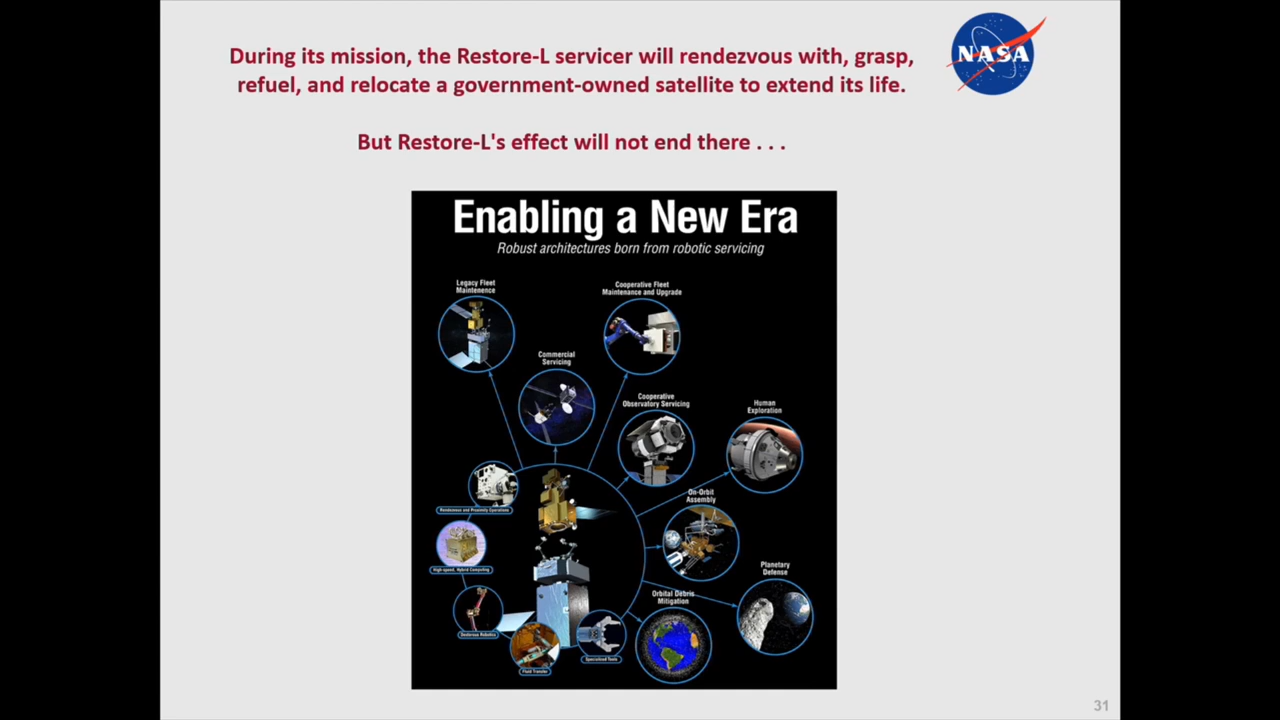 During its mission, the Restore-L servicer will rendezvous with, grasp,
refuel, and relocate a government-owned satellite to extend its life.
NASA
But Restore-L's effect will not end there . . .
Enabling a New Era
Robust architectures born from robotic servicing
Legacy Fleet
Maintenence
Cooperative Fleet
Maintenance and Upgrade
Commercial
Servicing
Cooperative
Observatory Servicing
Human
Exploration
Rendezvous and Proximity Operations
On-Orbit
Assembly
High-speed, Hybrid Computing
Planetary
Defense
Orbital Debris
Mitigation
Dexterous Robotics
Specialized Tools
Fluid Transfer
31